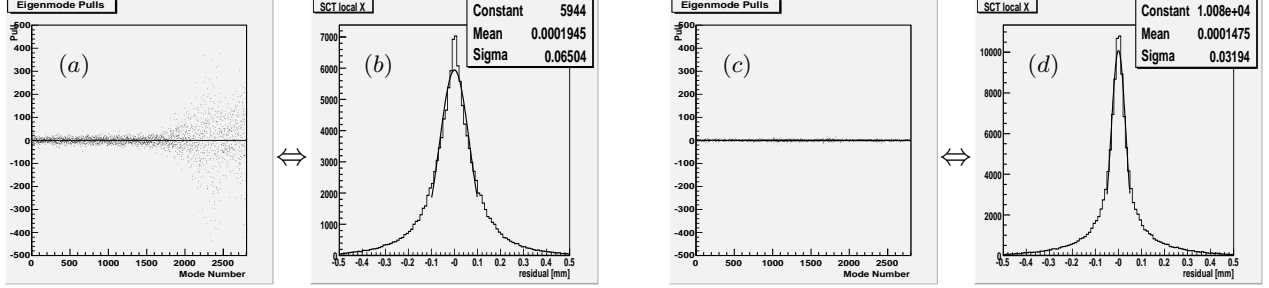 Eigenmode Pulls
Pull
500
400
300
200
100
0
-100
-200
-300
-400
-500
0 500 1000 1500 2000 2500
Mode Number
(a)
⇔
SCT local X
Constant 5944
Mean 0.0001945
Sigma 0.06504
(b)
7000
6000
5000
4000
3000
2000
1000
0
-0.5 -0.4 -0.3 -0.2 -0.1 -0 0.1 0.2 0.3 0.4 0.5
residual [mm]
Eigenmode Pulls
Pull
500
400
300
200
100
0
-100
-200
-300
-400
-500
0 500 1000 1500 2000 2500
Mode Number
(c)
⇔
SCT local X
Constant 1.008e+04
Mean 0.0001475
Sigma 0.03194
(d)
10000
8000
6000
4000
2000
0
-0.5 -0.4 -0.3 -0.2 -0.1 -0 0.1 0.2 0.3 0.4 0.5
residual [mm]